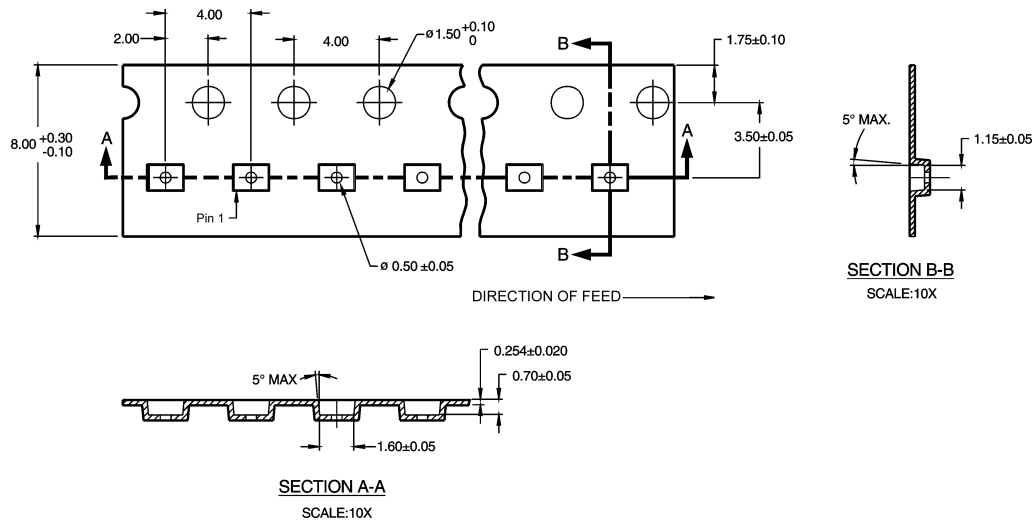 4.00
2.00
4.00
ø1.50 +0.10
0
B
1.75±0.10
8.00 +0.30
-0.10
A
A
3.50±0.05
5° MAX.
1.15±0.05
Pin 1
B
ø 0.50 ±0.05
SECTION B-B
SCALE:10X
DIRECTION OF FEED
0.254±0.020
0.70±0.05
5° MAX
1.60±0.05
SECTION A-A
SCALE:10X